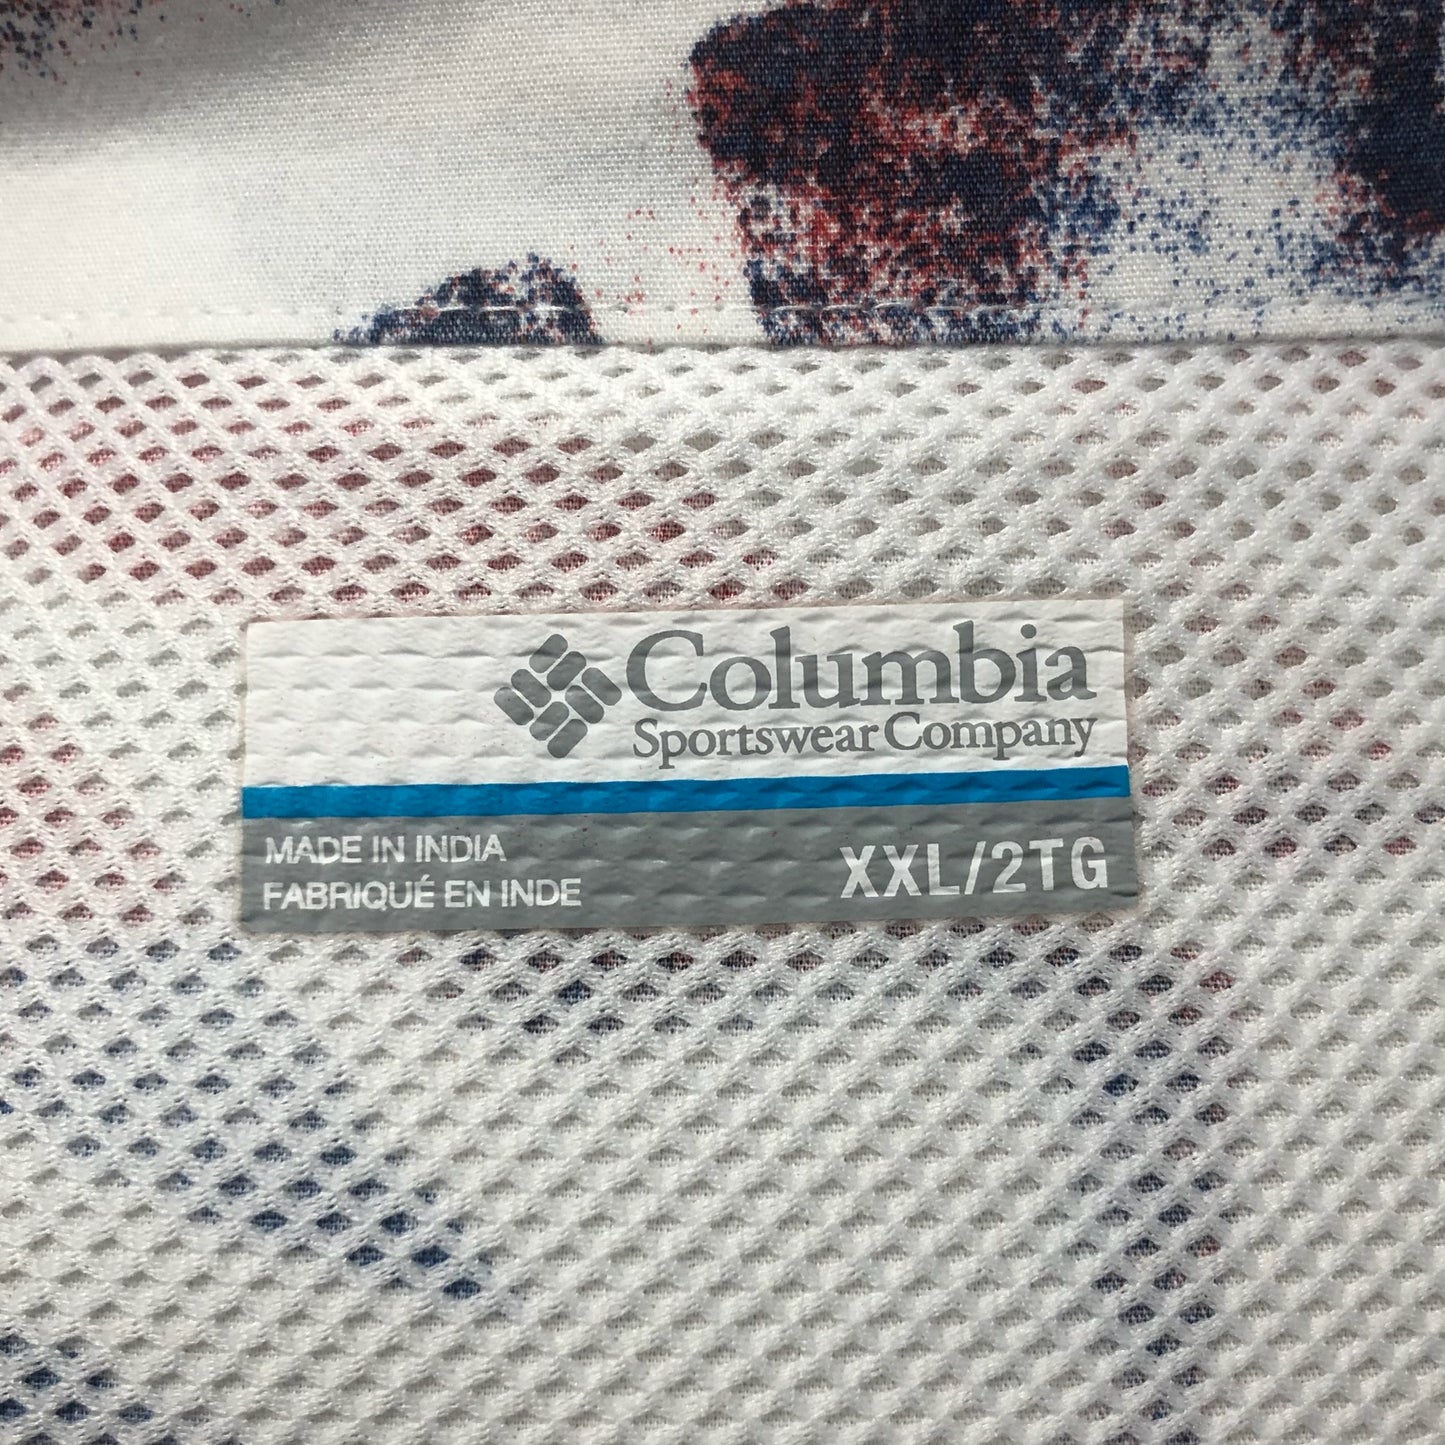 Columbia
Sportswear Company
MADE IN INDIA
FABRIQUÉ EN INDE
XXL/2TG